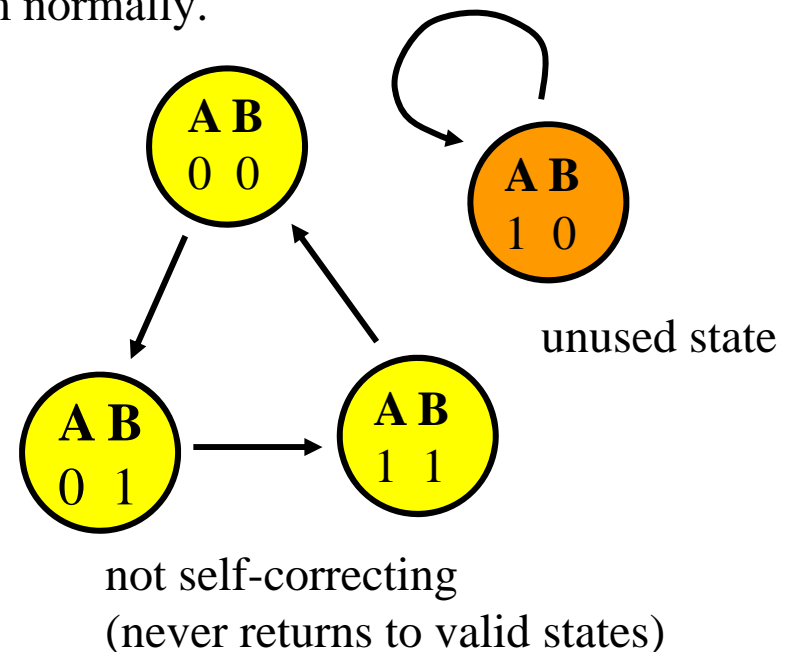 normally.
A B
0 0
A B
1 0
unused state
A B
0 1
A B
1 1
not self-correcting
(never returns to valid states)